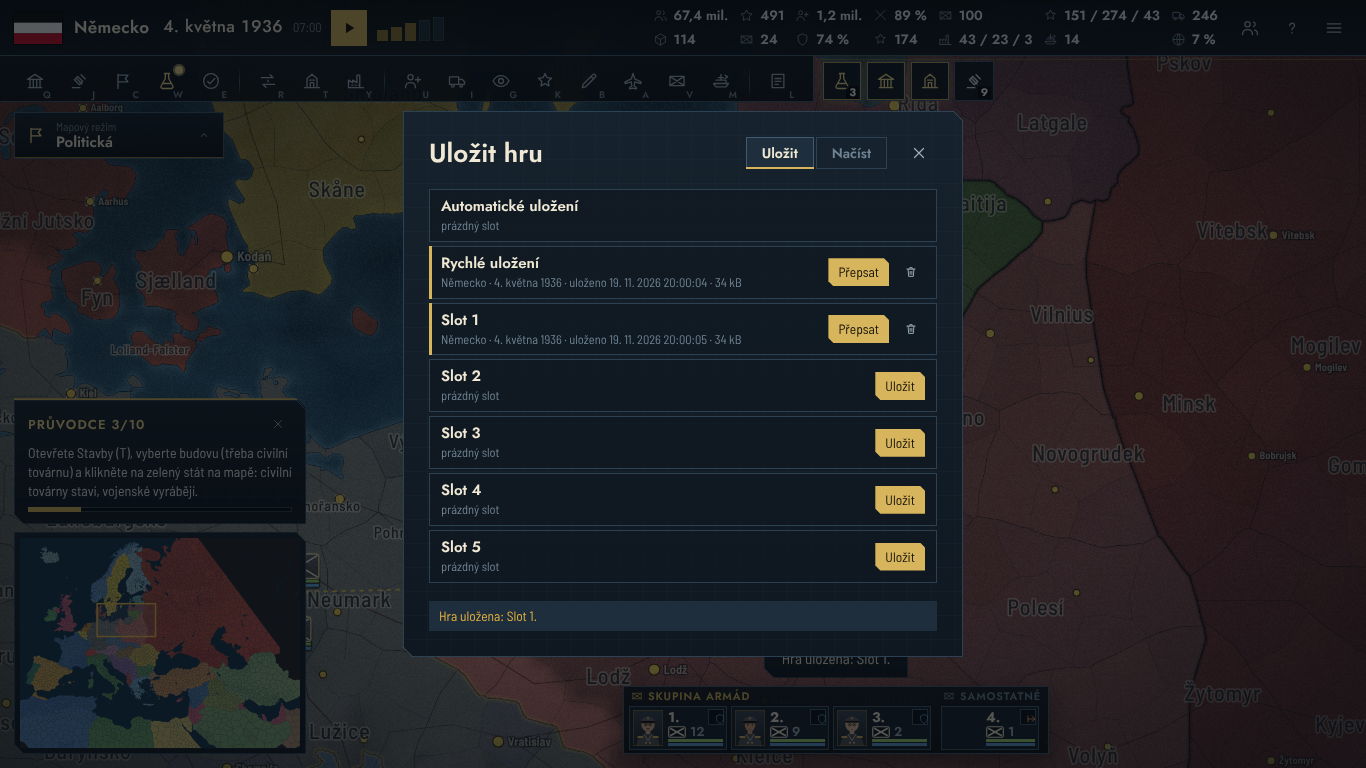 Německo 4. května 1936 07:00
67,4 mil. 491 1,2 mil. 89 % 100 151 / 274 / 43 246
114 24 74 % 174 43 / 23 / 3 14 7 %
Q J C W E R T Y U I G K B A V M L 3 9
Mapový režim
Politická
Aalborg
Aarhus
Skåne
Kodaň
Sjælland
Fyn
Lolland-Falster
Kiel
Pskov
Riga
Latgale
Vitebsk
Vitebsk
Vilnius
Mogilev
Mogilev
Minsk
Novogrudek
Bobrujsk
Polesí
Žytomyr
Žytomyr
Volyň
Uložit hru
Uložit Načíst
Automatické uložení
prázdný slot
Rychlé uložení
Německo · 4. května 1936 · uloženo 19. 11. 2026 20:00:04 · 34 kB
Přepsat
Slot 1
Německo · 4. května 1936 · uloženo 19. 11. 2026 20:00:05 · 34 kB
Přepsat
Slot 2
prázdný slot
Uložit
Slot 3
prázdný slot
Uložit
Slot 4
prázdný slot
Uložit
Slot 5
prázdný slot
Uložit
Hra uložena: Slot 1.
Hra uložena: Slot 1.
PRŮVODCE 3/10
Otevřete Stavby (T), vyberte budovu (třeba civilní
továrnu) a klikněte na zelený stát na mapě: civilní
továrny staví, vojenské vyrábějí.
Neumark
Lužice
Lodž
Lodž
Vratislav
Kielce
SKUPINA ARMÁD SAMOSTATNĚ
1. 12
2. 9
3. 2
4. 1